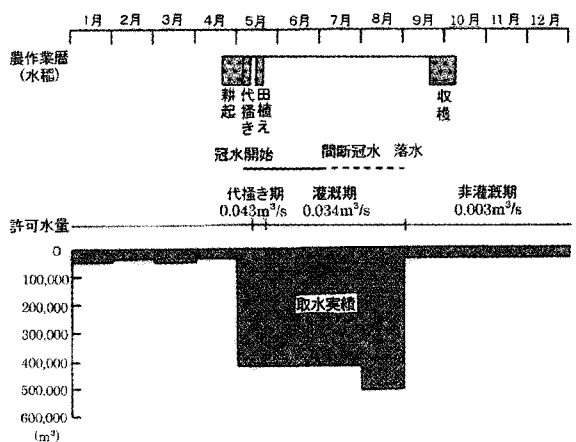 1月 2月 3月 4月 5月 6月 7月 8月 9月 10月 11月 12月
農作業暦
(水稲)
耕起
代掻き
田植え
収穫
冠水開始 間断冠水 落水
代掻き期 灌漑期 非灌漑期
0.043m³/s 0.034m³/s 0.003m³/s
許可水量
0
100,000
200,000
取水実績
300,000
400,000
500,000
600,000
(m³)